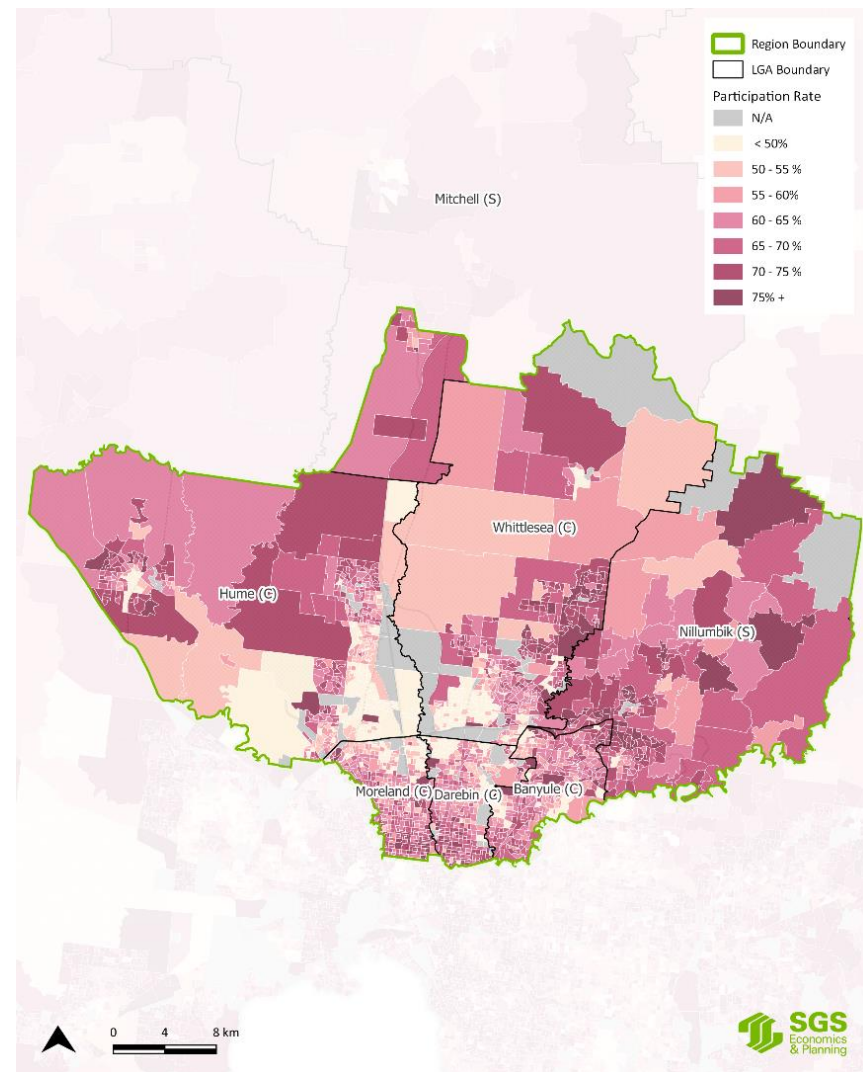 Region Boundary
LGA Boundary
Participation Rate
N/A
< 50%
50 - 55 %
55 - 60%
60 - 65 %
65 - 70 %
70 - 75 %
75% +
Mitchell (S)
Whittlesea (C)
Hume (C)
Nillumbik (S)
Moreland (C)
Darebin (C)
Banyule (C)
0 4 8 km
SGS
Economics
& Planning